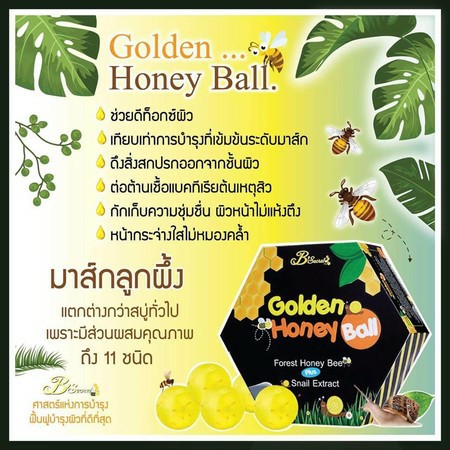 Golden ...
Honey Ball.
ช่วยดีท็อกซ์ผิว
เทียบเท่าการบำรุงที่เข้มข้นระดับมาส์ก
ดึงสิ่งสกปรกออกจากชั้นผิว
ต่อต้านเชื้อแบคทีเรียต้นเหตุสิว
กักเก็บความชุ่มชื่น ผิวหน้าไม่แห้งตึง
หน้ากระจ่างใสไม่หมองคล้ำ
มาส์กลูกผึ้ง
แตกต่างกว่าสบู่ทั่วไป
เพราะมีส่วนผสมคุณภาพ
ถึง 11 ชนิด
B'Secret
Golden
Honey Ball
Forest Honey Bee
Plus
Snail Extract
B'Secret
ศาสตร์แห่งการบำรุง
ฟื้นฟูบำรุงผิวที่ดีที่สุด